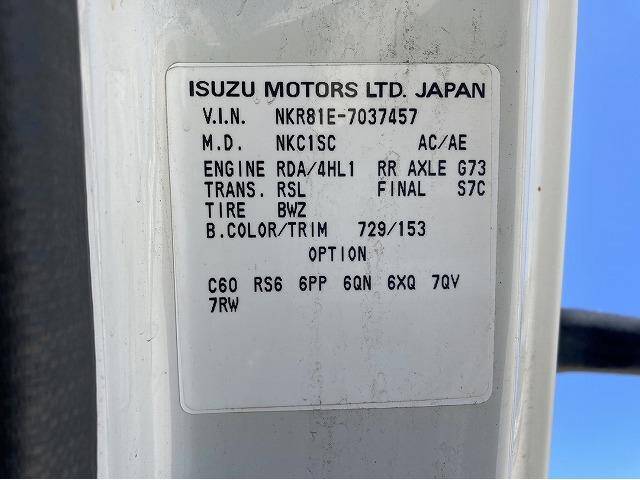 ISUZU MOTORS LTD. JAPAN
V.I.N. NKR81E-7037457
M.D. NKC1SC AC/AE
ENGINE RDA/4HL1 RR AXLE G73
TRANS. RSL FINAL S7C
TIRE BWZ
B.COLOR/TRIM 729/153
OPTION
C60 RS6 6PP 6QN 6XQ 7QV
7RW